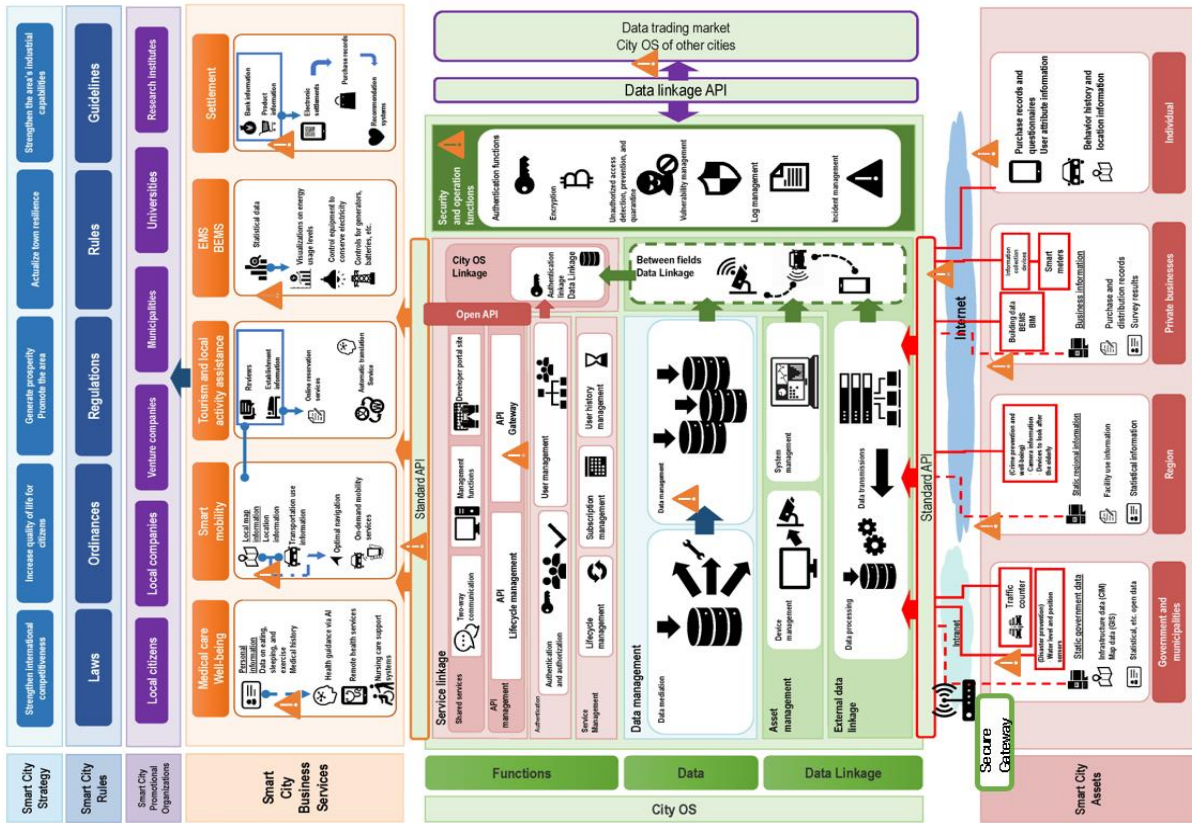 Smart City
Strategy
Strengthen International
competitiveness
Increase quality of life for
citizens
Generate prosperity
Promote the area
Actualize town resilience
Strengthen the area's industrial
capabilities
Smart City
Rules
Laws
Ordinances
Regulations
Rules
Guidelines
Smart City
Promotional
Organizations
Local citizens
Local companies
Venture companies
Municipalities
Universities
Research institutes
Smart
City
Business
Services
Medical care
Well-being
Personal
Information
Data on eating,
sleeping, and
exercise
Medical history
Health guidance via AI
Remote health services
Nursing care support
systems
Smart
mobility
Local map
information
Location
information
Transportation use
information
Optimal navigation
On-demand mobility
services
Tourism and local
activity assistance
Reviews
Establishment
information
Online reservation
services
Automatic translation
Service
EMS
BEMS
Statistical data
Visualizations on energy
usage levels
Control equipment to
conserve electricity
Controls for generators,
batteries, etc.
Settlement
Bank information
Product
information
Electronic
settlements
Purchase records
Recommendation
systems
Standard API
City OS
Functions
Data
Data Linkage
Service linkage
Shared services
Two-way
communication
Management
functions
Developer portal site
Open API
API
management
API
Lifecycle management
API
Gateway
Authentication
Authentication
and authorization
User management
Service
Management
Lifecycle
management
Subscription
management
User history
management
City OS
Linkage
Authentication
linkage
Data Linkage
Data management
Data mediation
Data management
Asset
management
Device
management
System
management
External data
linkage
Data processing
Data transmissions
Between fields
Data Linkage
Security
and operation
functions
Authentication functions
Encryption
Unauthorized access
detection, prevention, and
quarantine
Vulnerability management
Log management
Incident management
Data linkage API
Data trading market
City OS of other cities
Standard API
Secure
Gateway
Intranet
Internet
Smart City
Assets
Traffic
counter
(Disaster prevention)
Water level and position
sensors
Static government data
Infrastructure data (CIM)
Map data (GIS)
Statistical, etc. open data
Government and
municipalities
(Crime prevention and
well-being)
Camera information
Devices to look after
the elderly
Static regional information
Facility use information
Statistical information
Region
Building data
BEMS
BIM
Information
collection
devices
Smart
meters
Business information
Purchase and
distribution records
Survey results
Private businesses
Purchase records and
questionnaires
User attribute information
Behavior history and
location information
Individual